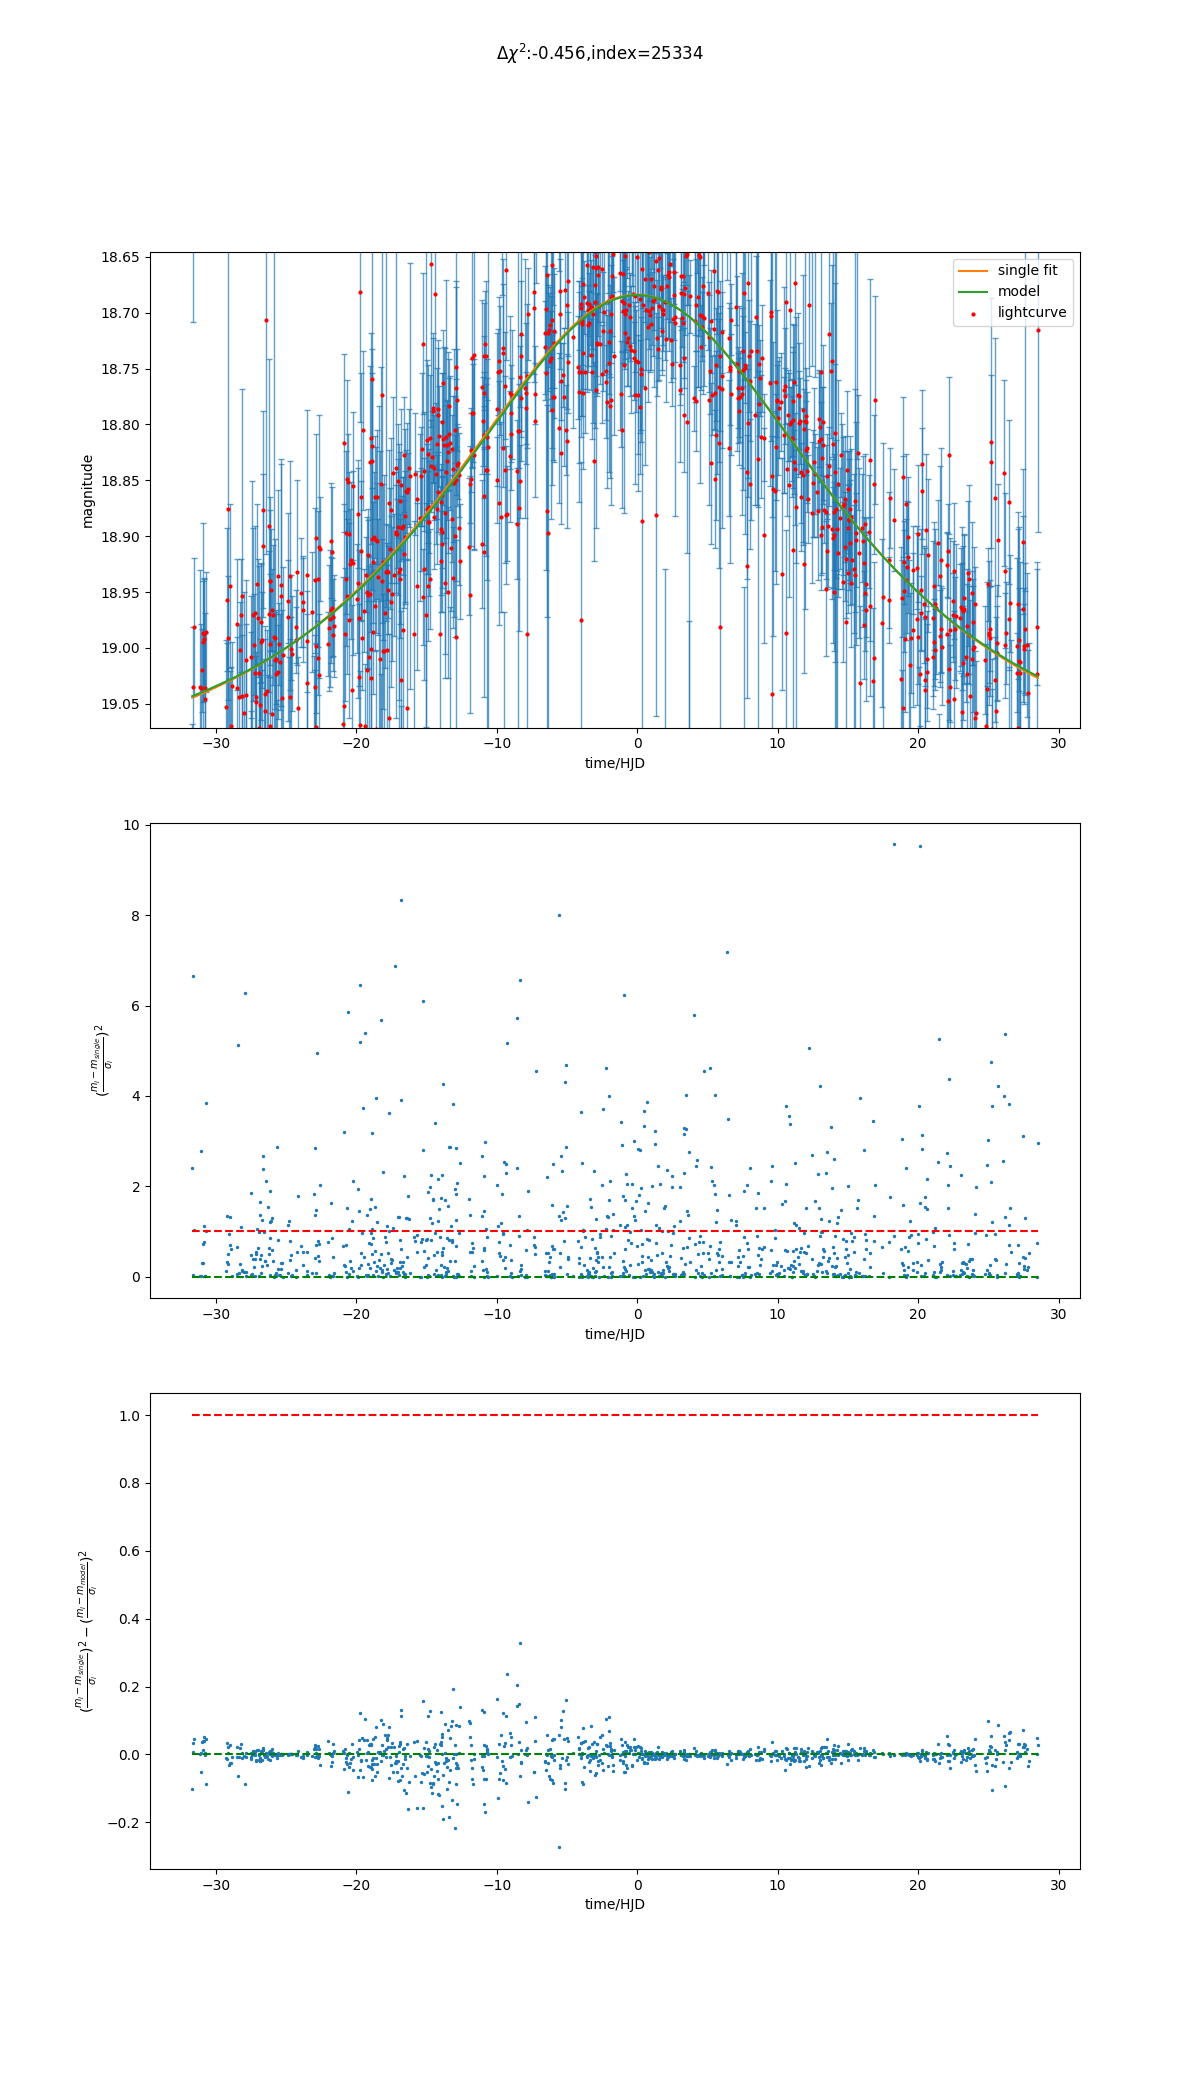 Δχ²:-0.456,index=25334
18.65
18.70
18.75
18.80
18.85
18.90
18.95
19.00
19.05
magnitude
single fit
model
lightcurve
−30 −20 −10 0 10 20 30
time/HJD
10
8
6
4
2
0
(m_i − m_single / σ_i)²
−30 −20 −10 0 10 20 30
time/HJD
1.0
0.8
0.6
0.4
0.2
0.0
−0.2
(m_i − m_single / σ_i)² − (m_i − m_model / σ_i)²
−30 −20 −10 0 10 20 30
time/HJD